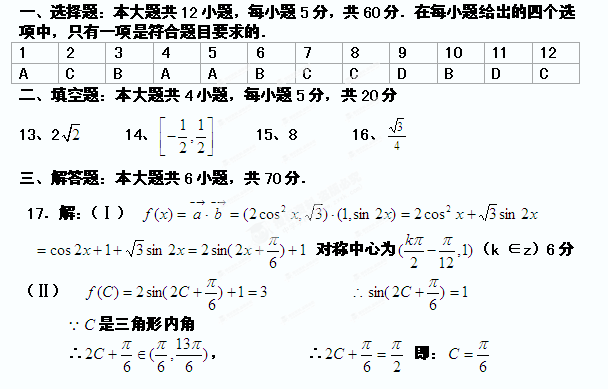 一、选择题：本大题共12小题，每小题5分，共60分．在每小题给出的四个选
项中，只有一项是符合题目要求的．
1 2 3 4 5 6 7 8 9 10 11 12
A C B A A B C C D B D C
二、填空题：本大题共4小题，每小题5分，共20分
13、2√2 14、[-1/2,1/2] 15、8 16、√3/4
三、解答题：本大题共6小题，共70分．
17．解：（Ⅰ） f(x)=a→·b→=(2cos²x,√3)·(1,sin 2x)=2cos²x+√3 sin 2x
=cos 2x+1+√3 sin 2x=2sin(2x+π/6)+1 对称中心为(kπ/2-π/12,1)（k ∈z）6分
（Ⅱ） f(C)=2sin(2C+π/6)+1=3 ∴sin(2C+π/6)=1
∵C是三角形内角
∴2C+π/6∈(π/6,13π/6)， ∴2C+π/6=π/2 即：C=π/6